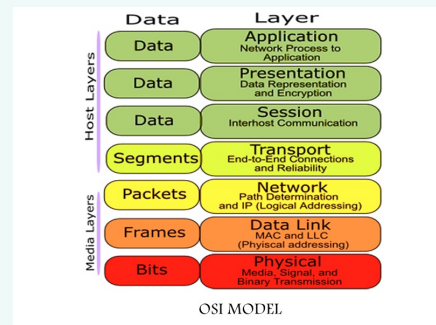 Data Layer
Host Layers
Data
Application
Network Process to
Application
Data
Presentation
Data Representation
and Encryption
Data
Session
Interhost Communication
Segments
Transport
End-to-End Connections
and Reliability
Media Layers
Packets
Network
Path Determination
and IP (Logical Addressing)
Frames
Data Link
MAC and LLC
(Phyiscal addressing)
Bits
Physical
Media, Signal, and
Binary Transmission
OSI MODEL